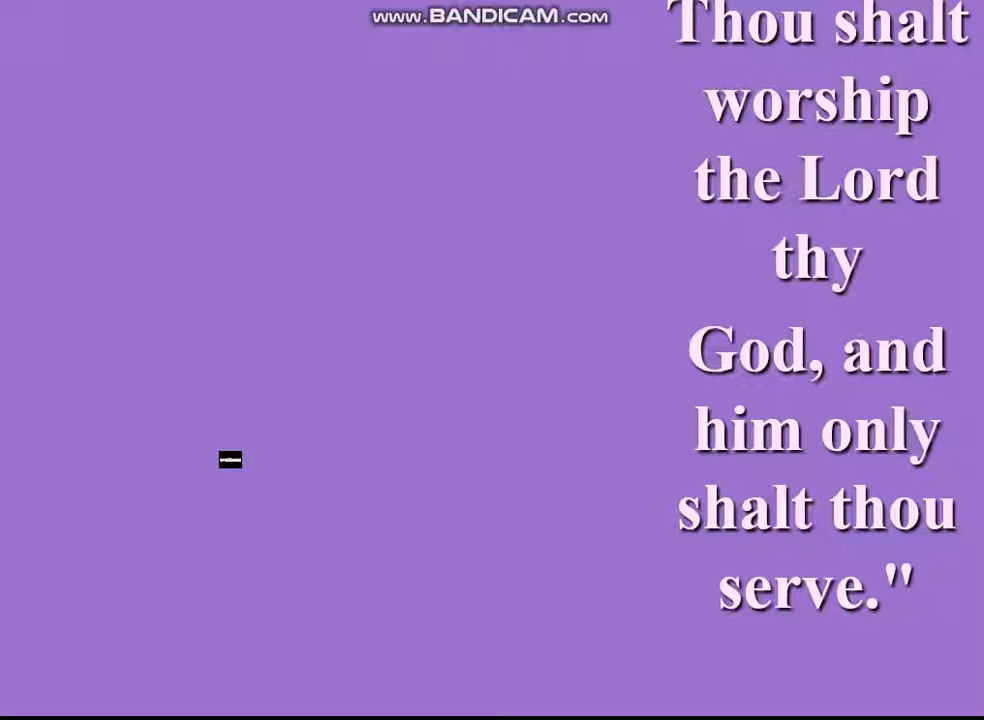 www.BANDICAM.com
Thou shalt
worship
the Lord
thy
God, and
him only
shalt thou
serve."